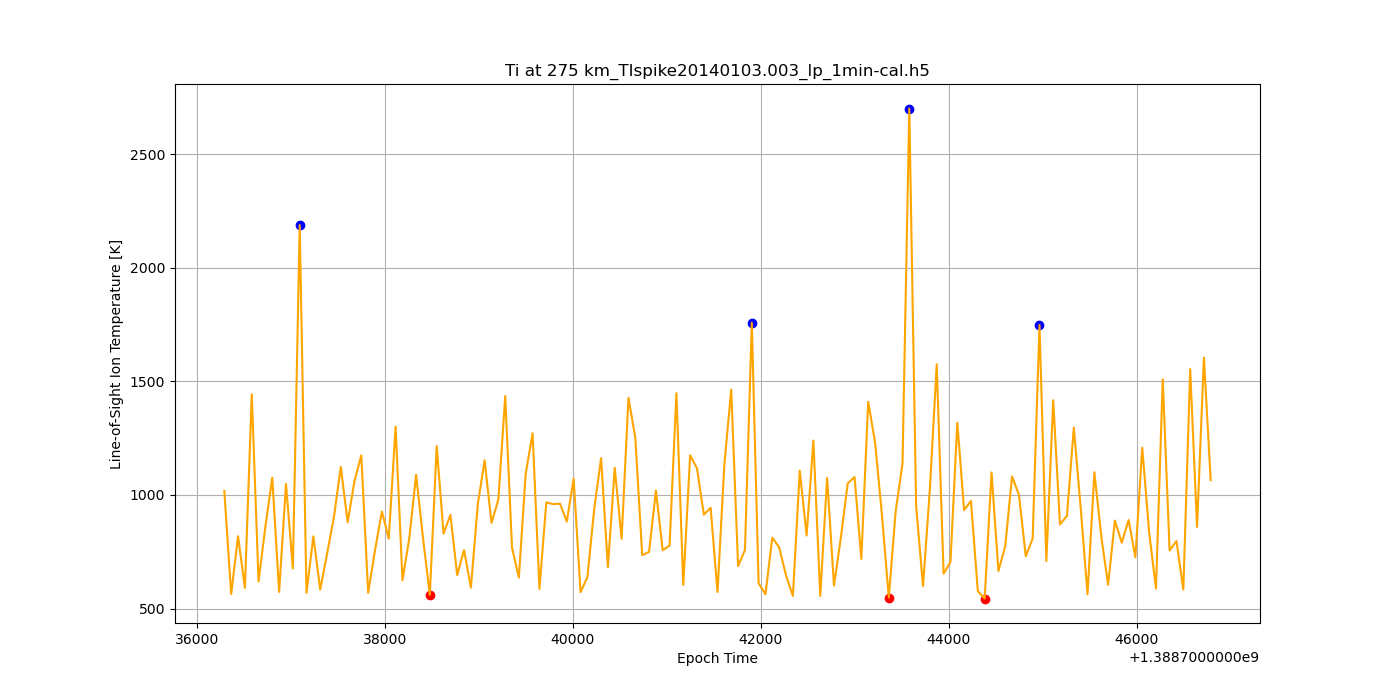 Ti at 275 km_TIspike20140103.003_lp_1min-cal.h5
Line-of-Sight Ion Temperature [K]
2500
2000
1500
1000
500
36000 38000 40000 42000 44000 46000
Epoch Time
+1.3887000000e9